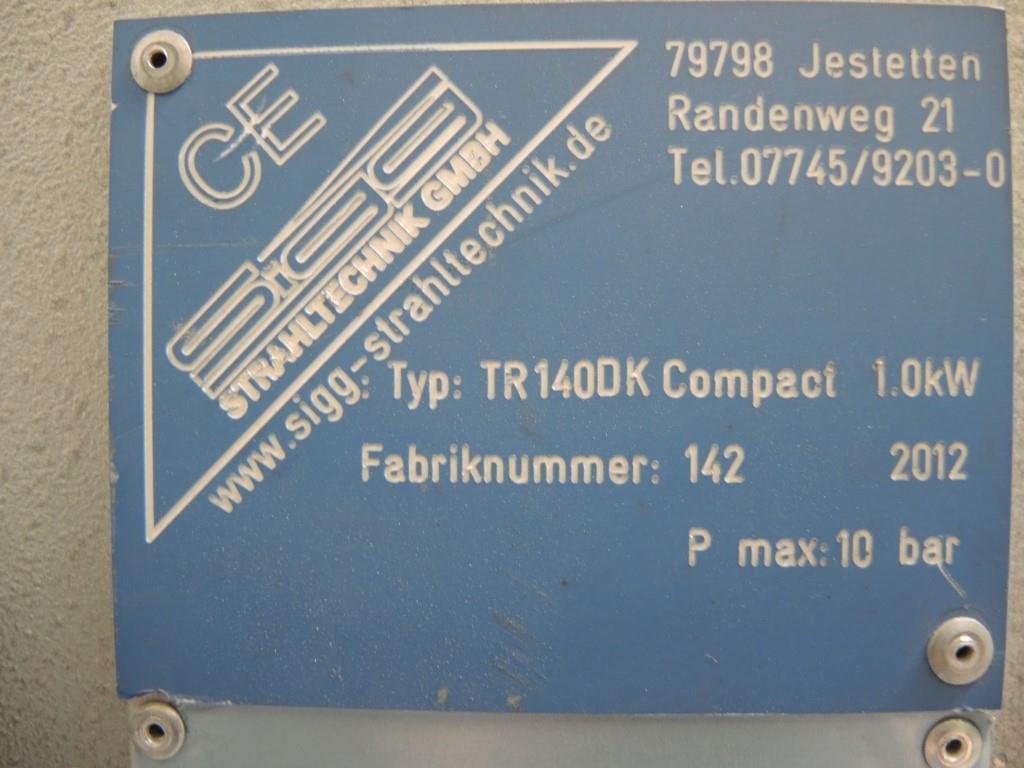 CE
SIGG
STRAHLTECHNIK GMBH
www.sigg-strahltechnik.de
79798 Jestetten
Randenweg 21
Tel.07745/9203-0
Typ: TR140DK Compact 1.0kW
Fabriknummer: 142 2012
P max: 10 bar